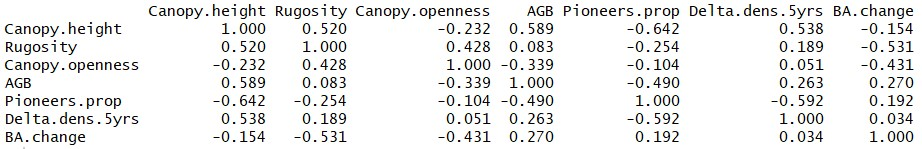 Canopy.height Rugosity Canopy.openness AGB Pioneers.prop Delta.dens.5yrs BA.change
Canopy.height 1.000 0.520 -0.232 0.589 -0.642 0.538 -0.154
Rugosity 0.520 1.000 0.428 0.083 -0.254 0.189 -0.531
Canopy.openness -0.232 0.428 1.000 -0.339 -0.104 0.051 -0.431
AGB 0.589 0.083 -0.339 1.000 -0.490 0.263 0.270
Pioneers.prop -0.642 -0.254 -0.104 -0.490 1.000 -0.592 0.192
Delta.dens.5yrs 0.538 0.189 0.051 0.263 -0.592 1.000 0.034
BA.change -0.154 -0.531 -0.431 0.270 0.192 0.034 1.000